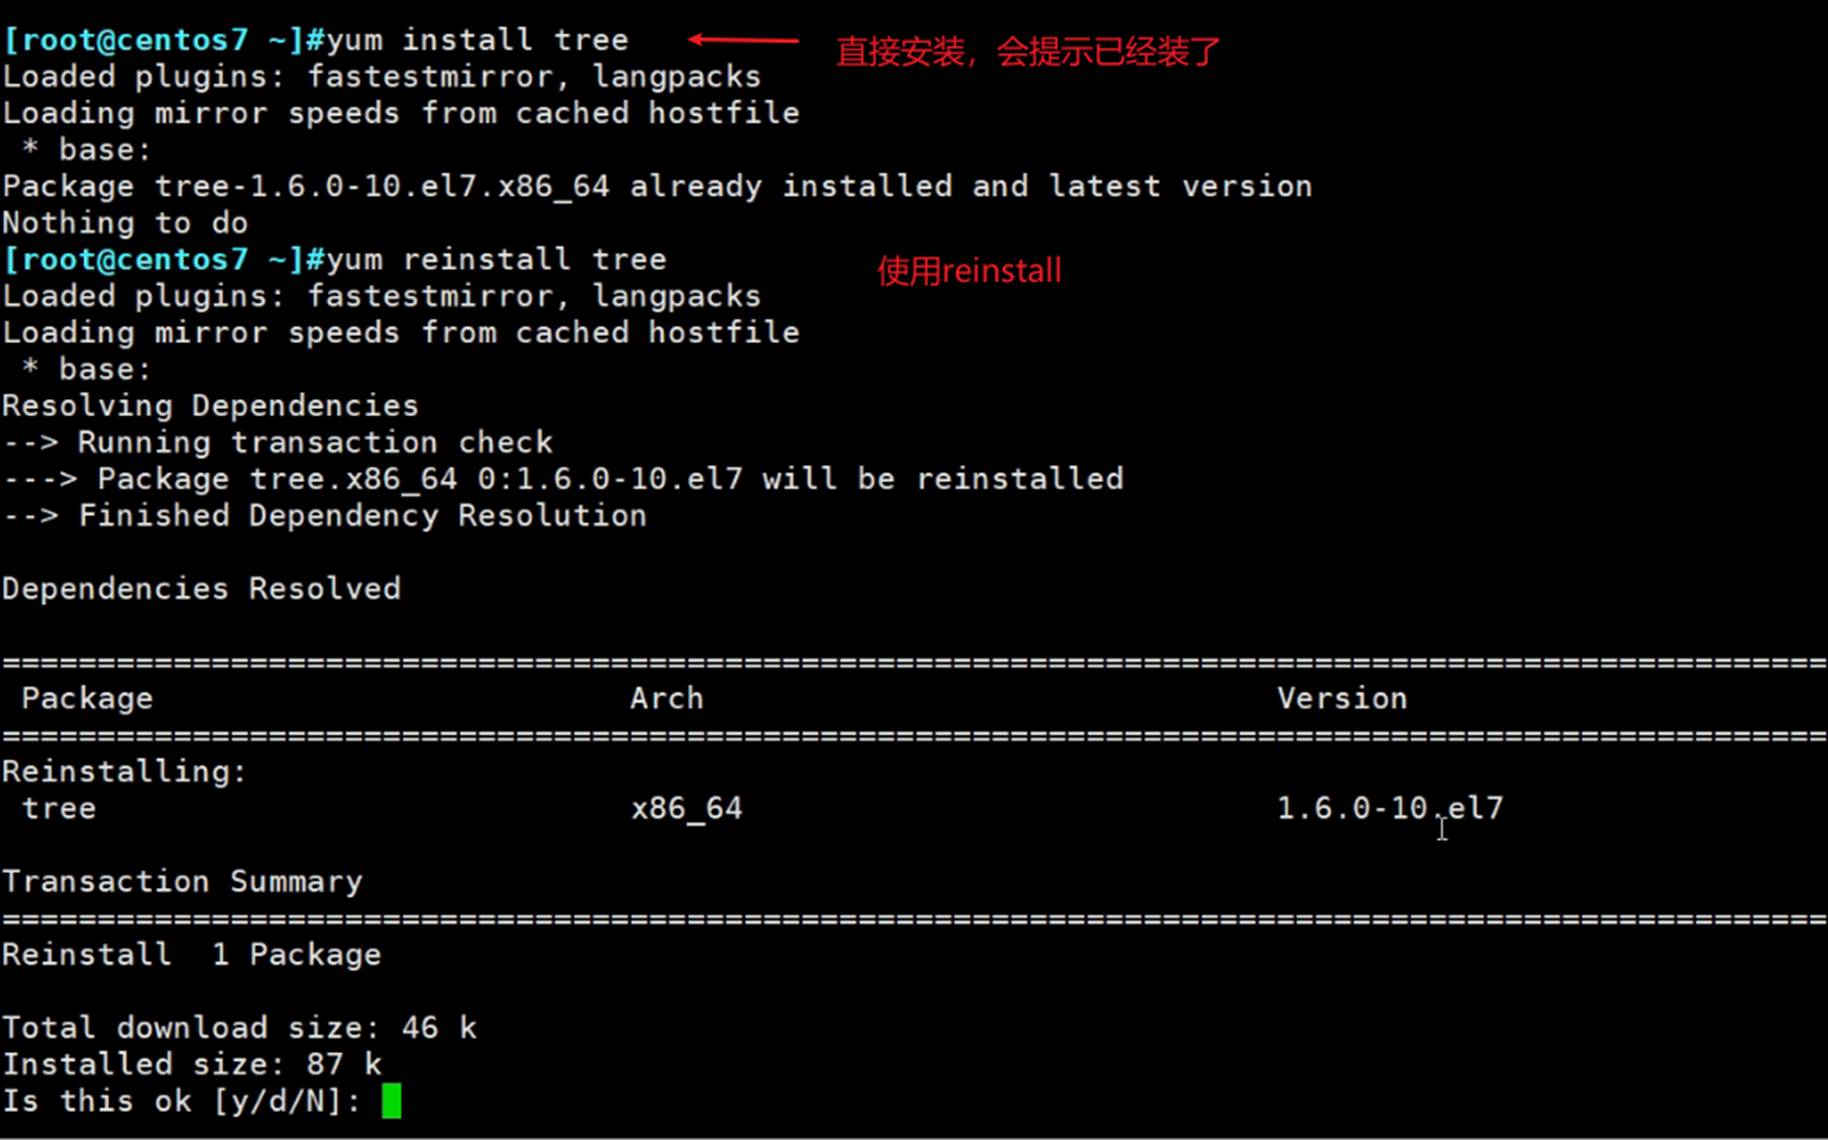 [root@centos7 ~]#yum install tree 直接安装，会提示已经装了
Loaded plugins: fastestmirror, langpacks
Loading mirror speeds from cached hostfile
 * base:
Package tree-1.6.0-10.el7.x86_64 already installed and latest version
Nothing to do
[root@centos7 ~]#yum reinstall tree 使用reinstall
Loaded plugins: fastestmirror, langpacks
Loading mirror speeds from cached hostfile
 * base:
Resolving Dependencies
--> Running transaction check
---> Package tree.x86_64 0:1.6.0-10.el7 will be reinstalled
--> Finished Dependency Resolution
Dependencies Resolved
================================================================================================
 Package Arch Version
================================================================================================
Reinstalling:
 tree x86_64 1.6.0-10.el7
Transaction Summary
================================================================================================
Reinstall  1 Package
Total download size: 46 k
Installed size: 87 k
Is this ok [y/d/N]: